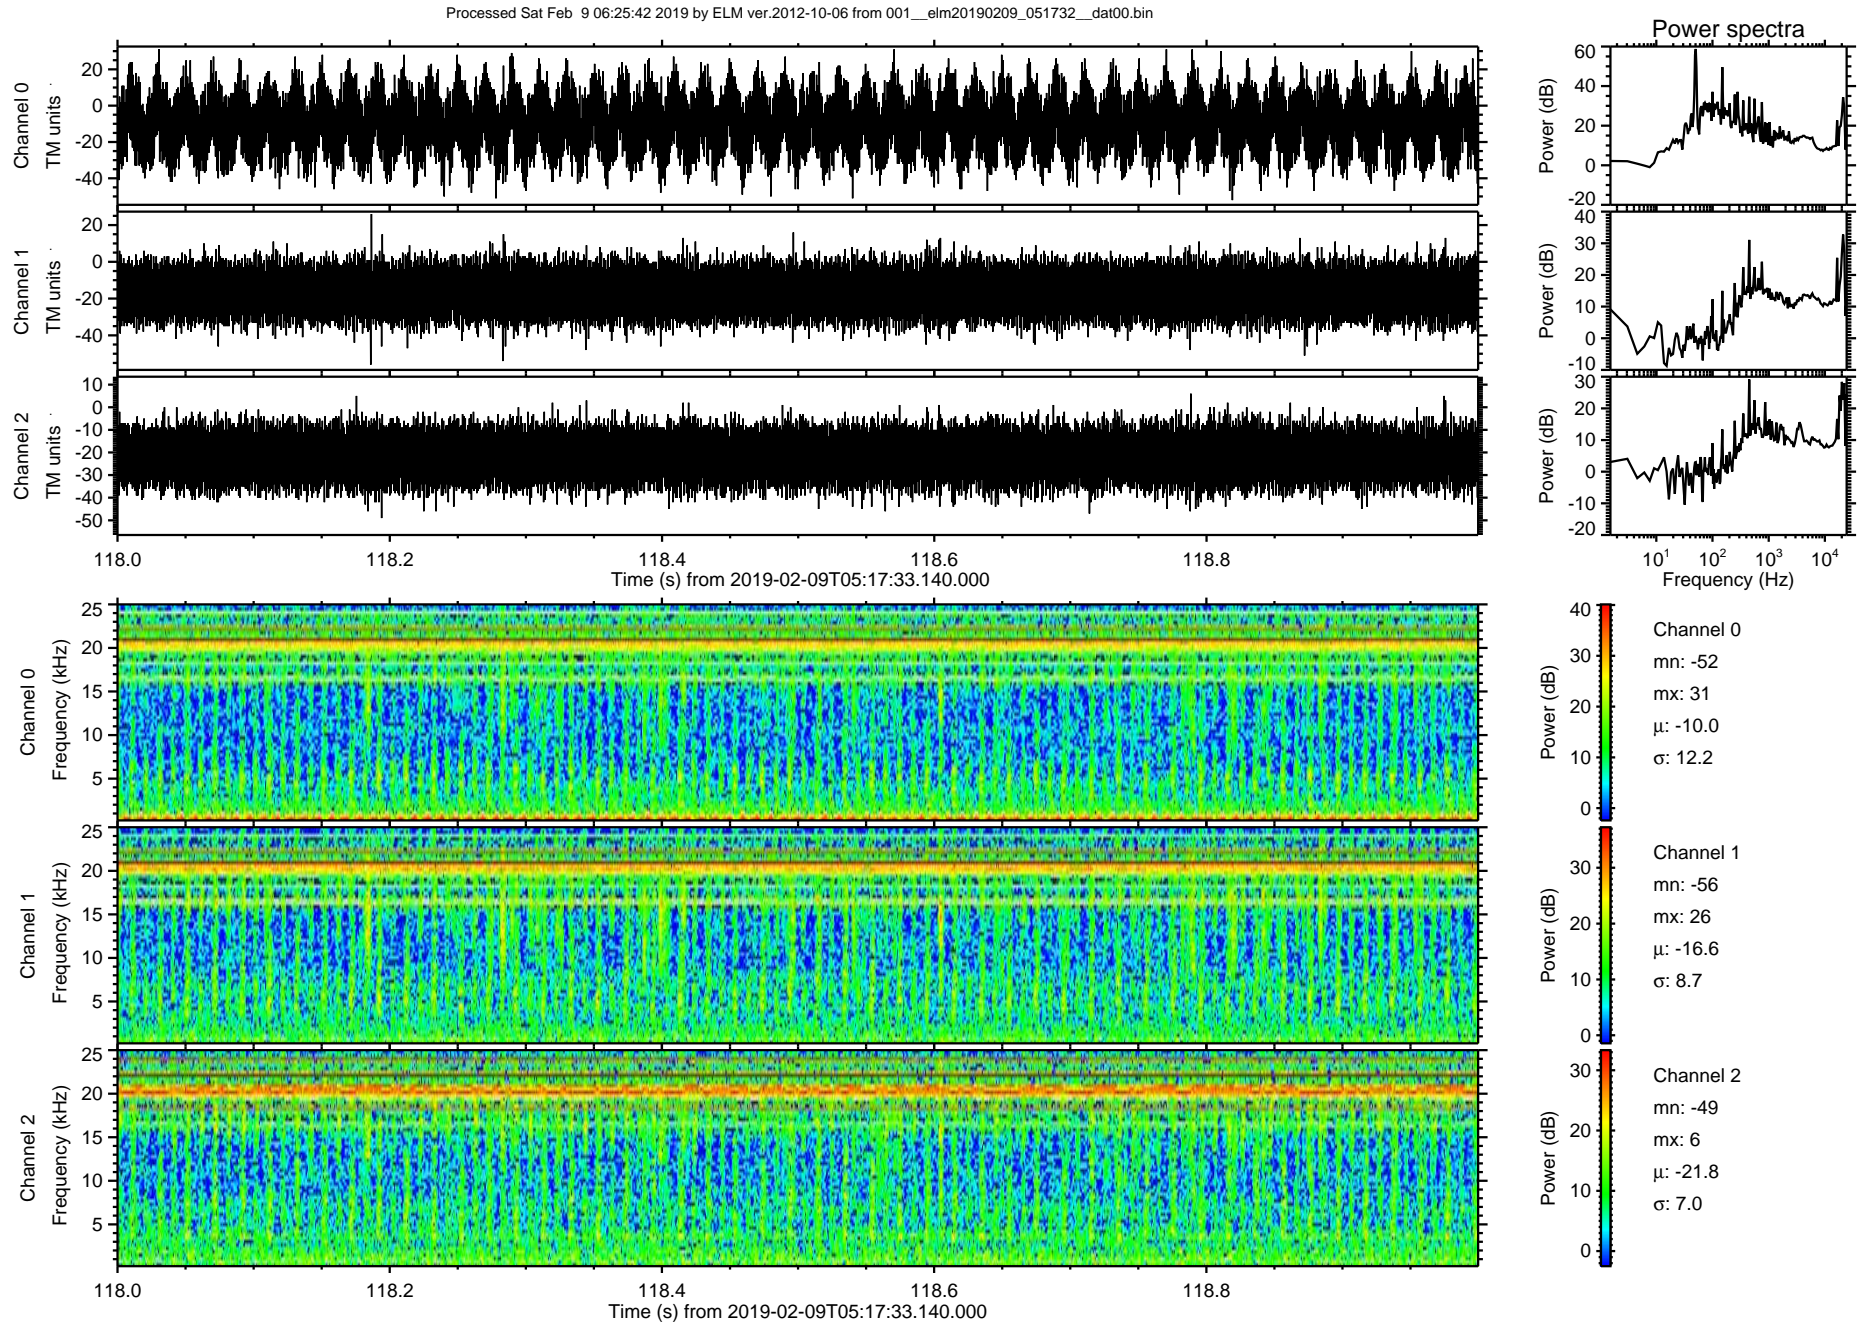 Processed Sat Feb  9 06:25:42 2019 by ELM ver.2012-10-06 from 001__elm20190209_051732__dat00.bin
Power spectra
Channel 0
TM units
20
0
-20
-40
Power (dB)
60
40
20
0
-20
Channel 1
TM units
20
0
-20
-40
Power (dB)
40
30
20
10
0
-10
Channel 2
TM units
10
0
-10
-20
-30
-40
-50
Power (dB)
30
20
10
0
-10
-20
118.0 118.2 118.4 118.6 118.8
Time (s) from 2019-02-09T05:17:33.140.000
10^1 10^2 10^3 10^4
Frequency (Hz)
Channel 0
Frequency (kHz)
25
20
15
10
5
Power (dB)
40
30
20
10
0
Channel 0
mn: -52
mx: 31
μ: -10.0
σ: 12.2
Channel 1
Frequency (kHz)
25
20
15
10
5
Power (dB)
30
20
10
0
Channel 1
mn: -56
mx: 26
μ: -16.6
σ: 8.7
Channel 2
Frequency (kHz)
25
20
15
10
5
Power (dB)
30
20
10
0
Channel 2
mn: -49
mx: 6
μ: -21.8
σ: 7.0
118.0 118.2 118.4 118.6 118.8
Time (s) from 2019-02-09T05:17:33.140.000